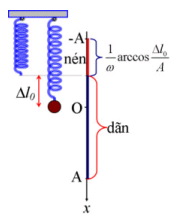 -A
nén
1/ω arccos Δl₀/A
Δl₀
O
dãn
A
x